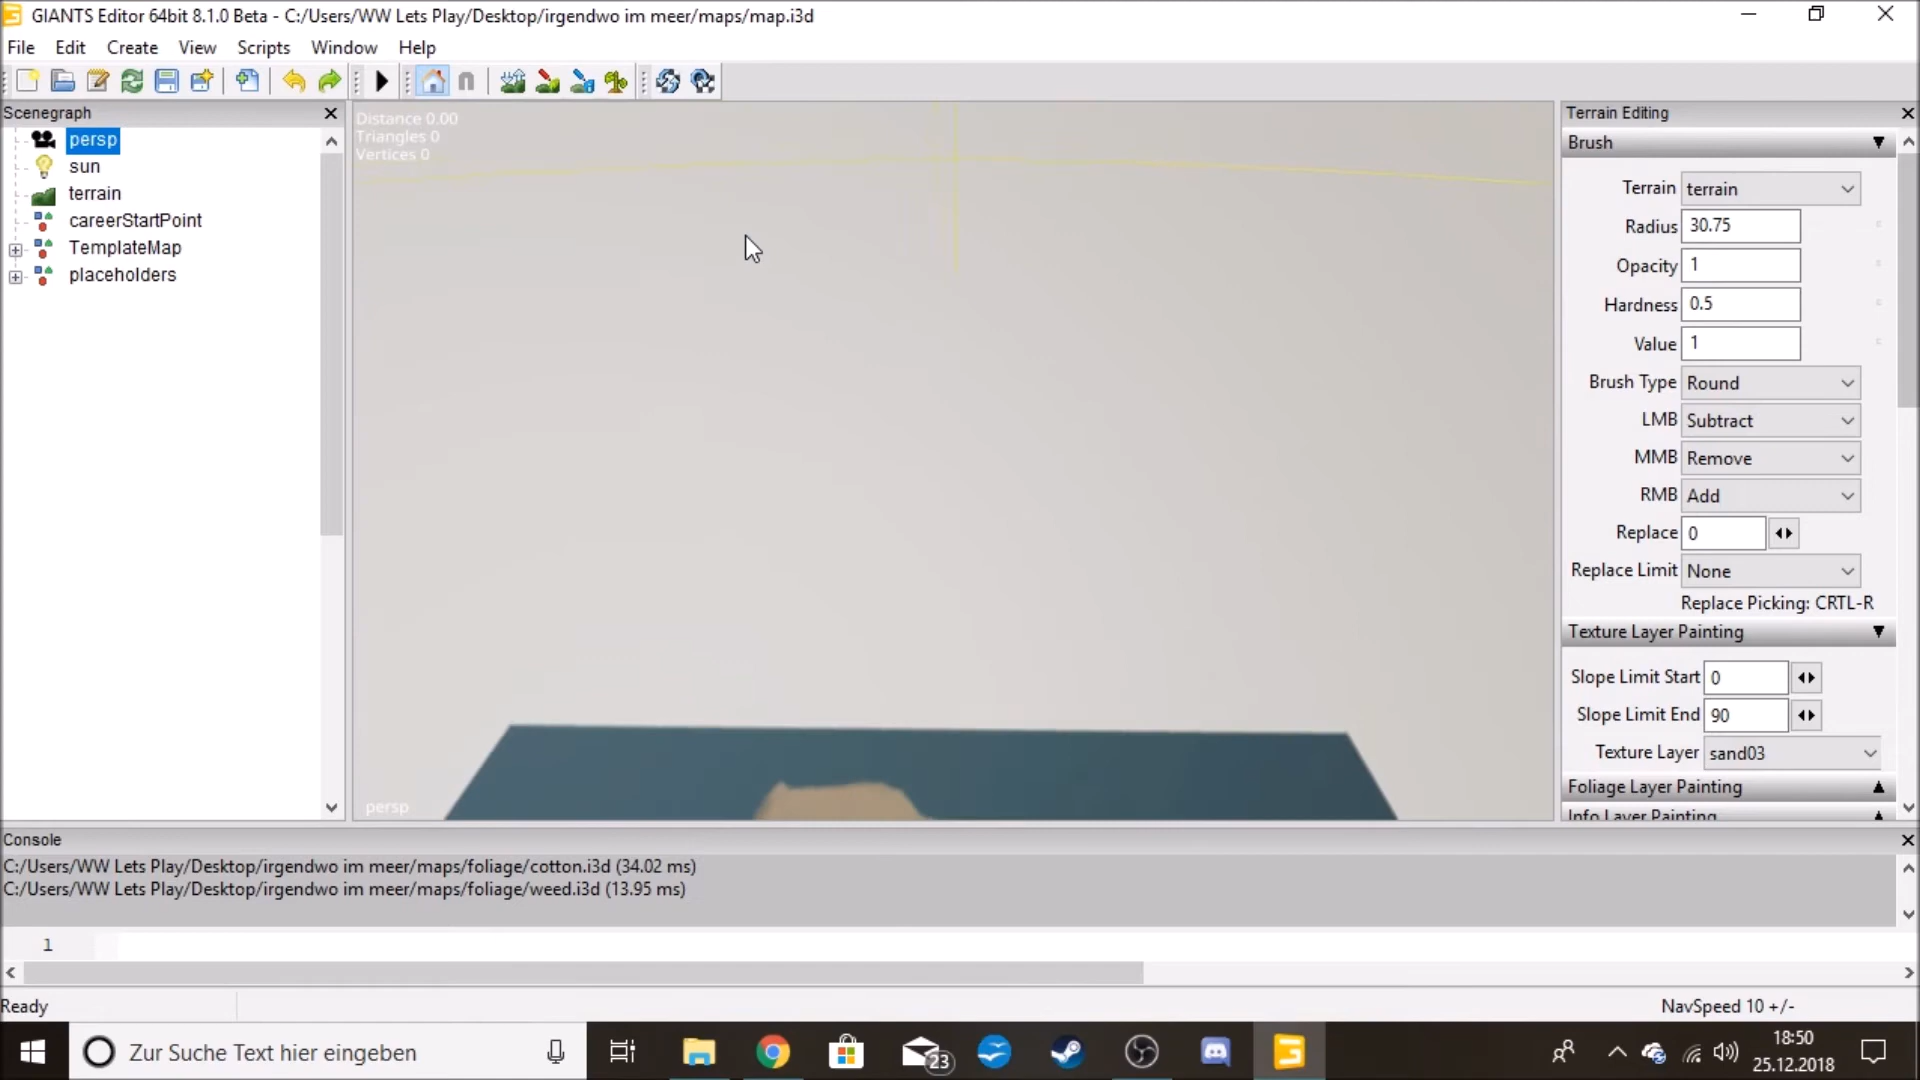 GIANTS Editor 64bit 8.1.0 Beta - C:/Users/WW Lets Play/Desktop/irgendwo im meer/maps/map.i3d
File Edit Create View Scripts Window Help
Scenegraph
persp
sun
terrain
careerStartPoint
TemplateMap
placeholders
Distance 0.00
Triangles 0
Vertices 0
persp
Terrain Editing
Brush
Terrain terrain
Radius 30.75
Opacity 1
Hardness 0.5
Value 1
Brush Type Round
LMB Subtract
MMB Remove
RMB Add
Replace 0
Replace Limit None
Replace Picking: CRTL-R
Texture Layer Painting
Slope Limit Start 0
Slope Limit End 90
Texture Layer sand03
Foliage Layer Painting
Info Layer Painting
Console
C:/Users/WW Lets Play/Desktop/irgendwo im meer/maps/foliage/cotton.i3d (34.02 ms)
C:/Users/WW Lets Play/Desktop/irgendwo im meer/maps/foliage/weed.i3d (13.95 ms)
1
Ready
NavSpeed 10 +/-
Zur Suche Text hier eingeben
23
18:50
25.12.2018